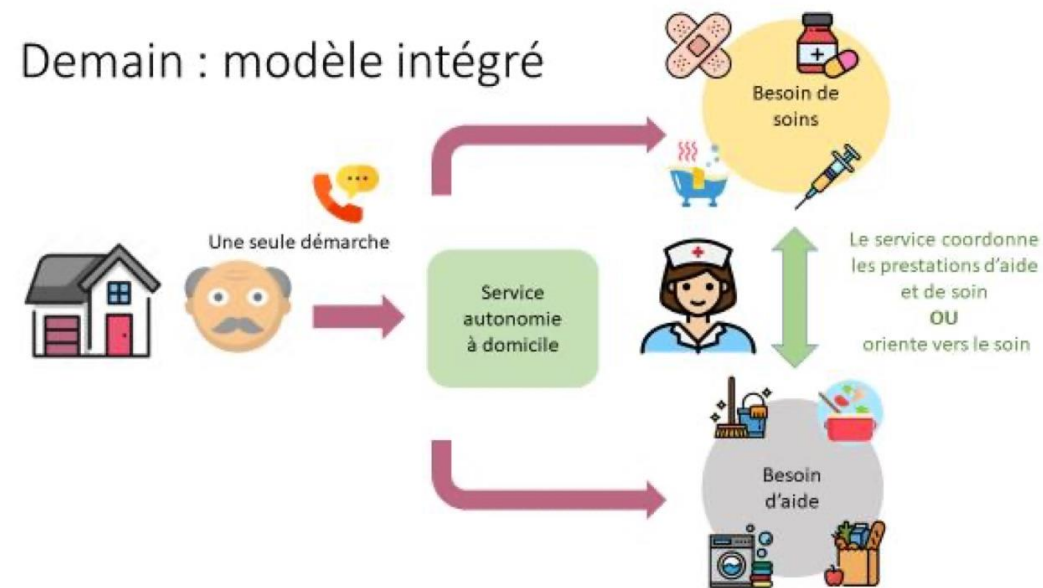 Demain : modèle intégré
Besoin de
soins
Une seule démarche
Service
autonomie
à domicile
Le service coordonne
les prestations d'aide
et de soin
OU
oriente vers le soin
Besoin
d'aide